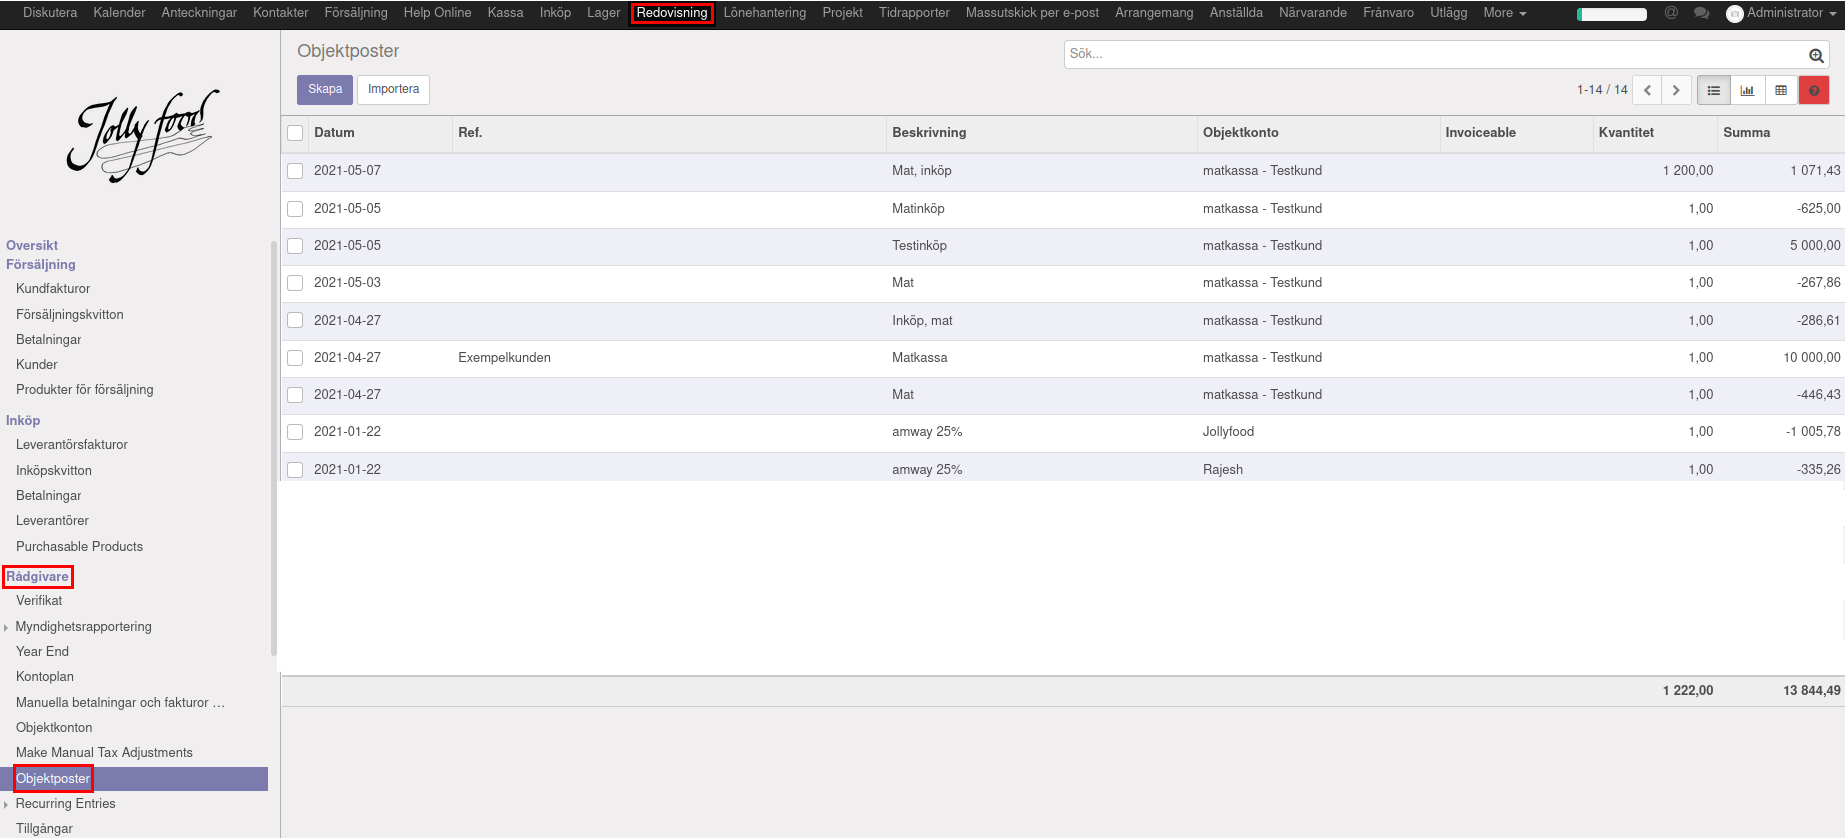 Diskutera Kalender Anteckningar Kontakter Försäljning Help Online Kassa Inköp Lager Redovisning Lönehantering Projekt Tidrapporter Massutskick per e-post Arrangemang Anställda Närvarande Frånvaro Utlägg More @ Administrator
Jolly food
Oversikt
Försäljning
Kundfakturor
Försäljningskvitton
Betalningar
Kunder
Produkter för försäljning
Inköp
Leverantörsfakturor
Inköpskvitton
Betalningar
Leverantörer
Purchasable Products
Rådgivare
Verifikat
Myndighetsrapportering
Year End
Kontoplan
Manuella betalningar och fakturor …
Objektkonton
Make Manual Tax Adjustments
Objektposter
Recurring Entries
Tillgångar
Objektposter
Sök...
Skapa Importera
1-14 / 14
Datum Ref. Beskrivning Objektkonto Invoiceable Kvantitet Summa
2021-05-07 Mat, inköp matkassa - Testkund 1 200,00 1 071,43
2021-05-05 Matinköp matkassa - Testkund 1,00 -625,00
2021-05-05 Testinköp matkassa - Testkund 1,00 5 000,00
2021-05-03 Mat matkassa - Testkund 1,00 -267,86
2021-04-27 Inköp, mat matkassa - Testkund 1,00 -286,61
2021-04-27 Exempelkunden Matkassa matkassa - Testkund 1,00 10 000,00
2021-04-27 Mat matkassa - Testkund 1,00 -446,43
2021-01-22 amway 25% Jollyfood 1,00 -1 005,78
2021-01-22 amway 25% Rajesh 1,00 -335,26
1 222,00 13 844,49